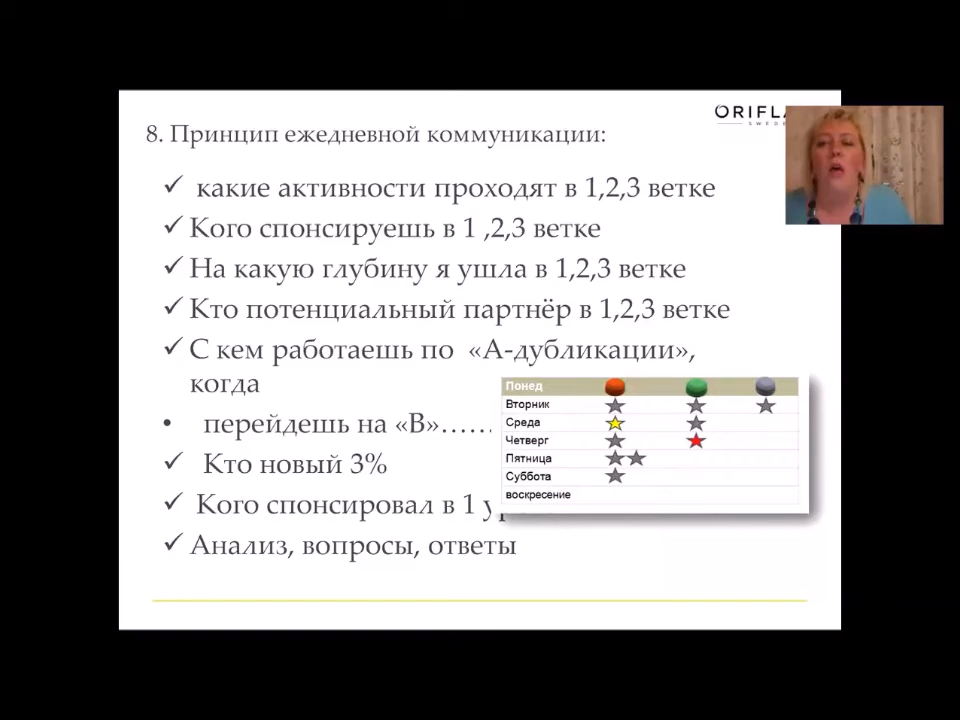 ORIFLA
SWED
8. Принцип ежедневной коммуникации:
какие активности проходят в 1,2,3 ветке
Кого спонсируешь в 1 ,2,3 ветке
На какую глубину я ушла в 1,2,3 ветке
Кто потенциальный партнёр в 1,2,3 ветке
С кем работаешь по «А-дубликации»,
когда
перейдешь на «В»……
Кто новый 3%
Кого спонсировал в 1
Анализ, вопросы, ответы
Понед
Вторник
Среда
Четверг
Пятница
Суббота
воскресение